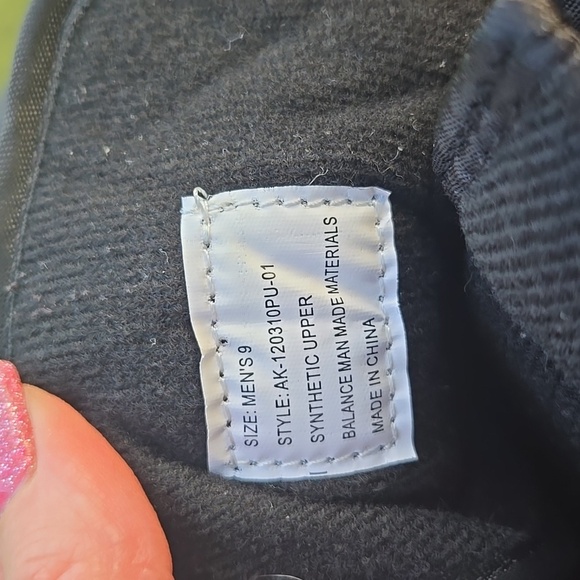 SIZE: MEN'S 9
STYLE: AK-120310PU-01
SYNTHETIC UPPER
BALANCE MAN MADE MATERIALS
MADE IN CHINA